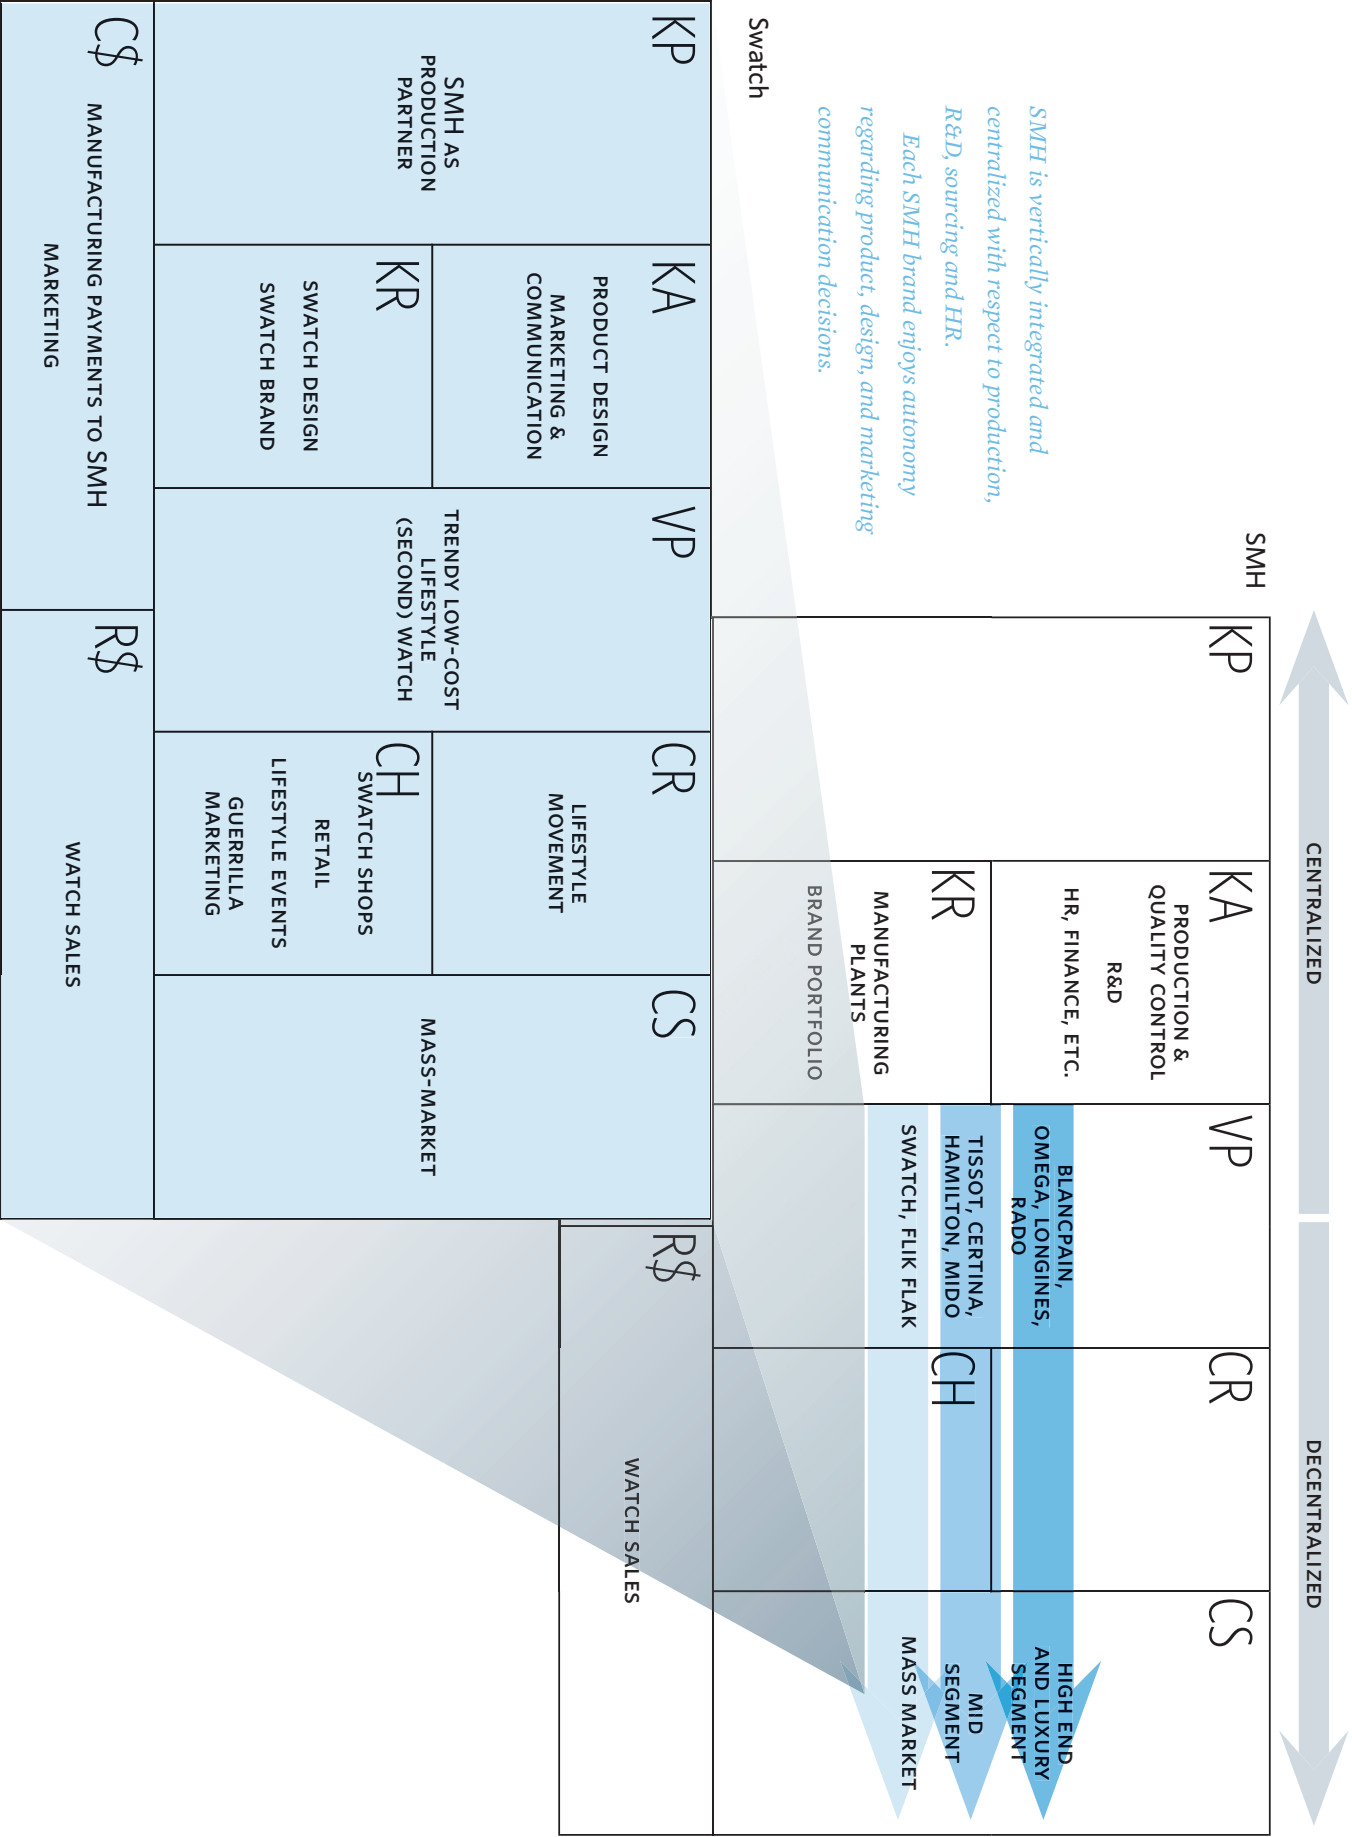 SMH
CENTRALIZED
DECENTRALIZED
KP
KA
PRODUCTION &
QUALITY CONTROL
R&D
HR, FINANCE, ETC.
KR
MANUFACTURING
PLANTS
BRAND PORTFOLIO
VP
BLANCPAIN,
OMEGA, LONGINES,
RADO
TISSOT, CERTINA,
HAMILTON, MIDO
SWATCH, FLIK FLAK
CR
CH
CS
HIGH END
AND LUXURY
SEGMENT
MID
SEGMENT
MASS MARKET
R$
WATCH SALES
SMH is vertically integrated and
centralized with respect to production,
R&D, sourcing and HR.
Each SMH brand enjoys autonomy
regarding product, design, and marketing
communication decisions.
Swatch
KP
SMH AS
PRODUCTION
PARTNER
KA
PRODUCT DESIGN
MARKETING &
COMMUNICATION
KR
SWATCH DESIGN
SWATCH BRAND
VP
TRENDY LOW-COST
LIFESTYLE
(SECOND) WATCH
CR
LIFESTYLE
MOVEMENT
CH
SWATCH SHOPS
RETAIL
LIFESTYLE EVENTS
GUERRILLA
MARKETING
CS
MASS-MARKET
C$
MANUFACTURING PAYMENTS TO SMH
MARKETING
R$
WATCH SALES